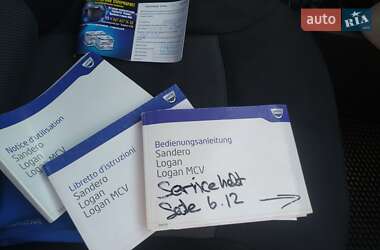 auto RIA
Notice d'utilisation
Sandero
Logan
Logan MCV
Libretto d'istruzioni
Sandero
Logan
Logan MCV
Bedienungsanleitung
Sandero
Logan
Logan MCV
Serviceheft
Seite 6.12